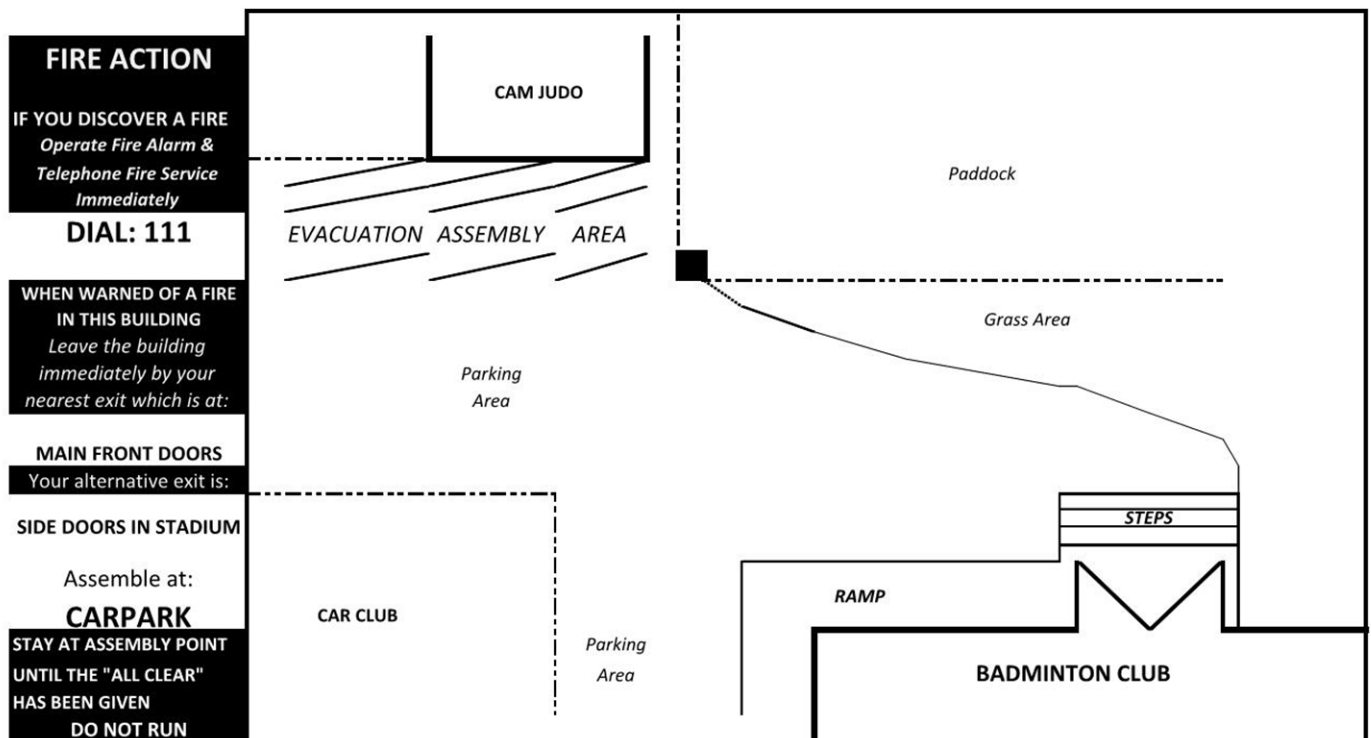 FIRE ACTION
IF YOU DISCOVER A FIRE
Operate Fire Alarm &
Telephone Fire Service
Immediately
DIAL: 111
WHEN WARNED OF A FIRE
IN THIS BUILDING
Leave the building
immediately by your
nearest exit which is at:
MAIN FRONT DOORS
Your alternative exit is:
SIDE DOORS IN STADIUM
Assemble at:
CARPARK
STAY AT ASSEMBLY POINT
UNTIL THE "ALL CLEAR"
HAS BEEN GIVEN
DO NOT RUN
CAM JUDO
Paddock
EVACUATION ASSEMBLY AREA
Grass Area
Parking
Area
STEPS
RAMP
CAR CLUB
Parking
Area
BADMINTON CLUB